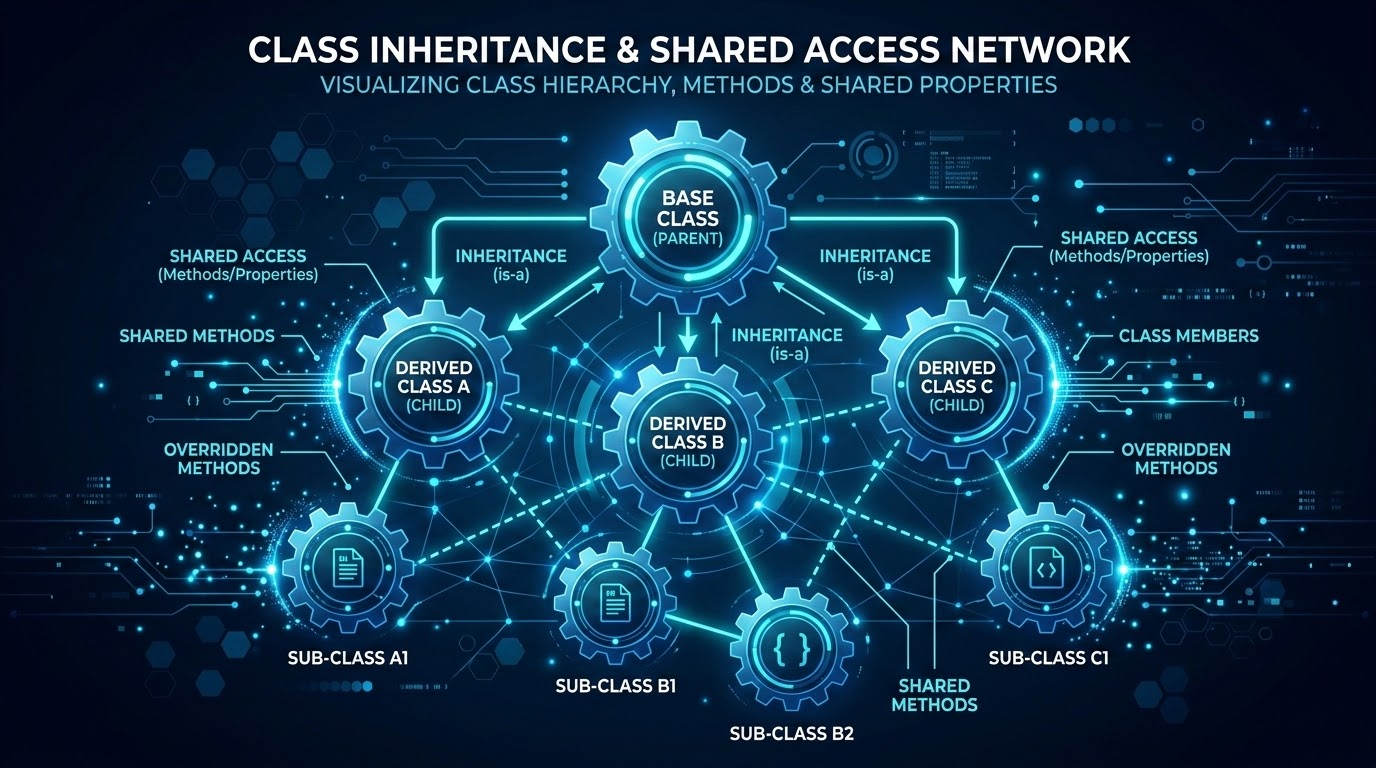 CLASS INHERITANCE & SHARED ACCESS NETWORK
VISUALIZING CLASS HIERARCHY, METHODS & SHARED PROPERTIES
BASE
CLASS
(PARENT)
SHARED ACCESS
(Methods/Properties)
INHERITANCE
(is-a)
INHERITANCE
(is-a)
SHARED ACCESS
(Methods/Properties)
SHARED METHODS
INHERITANCE
(is-a)
CLASS MEMBERS
DERIVED
CLASS A
(CHILD)
DERIVED
CLASS B
(CHILD)
DERIVED
CLASS C
(CHILD)
{ }
{ }
OVERRIDDEN
METHODS
OVERRIDDEN
METHODS
< >
{ }
SUB-CLASS A1
SUB-CLASS B1
SUB-CLASS B2
SUB-CLASS C1
SHARED
METHODS